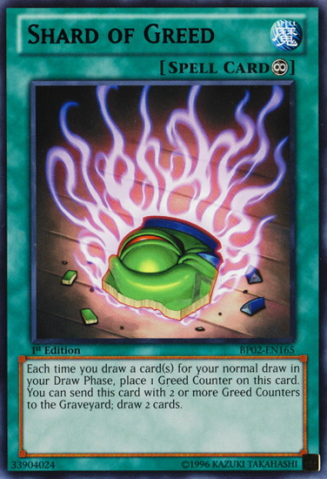 Shard of Greed
[Spell Card♾]
1st Edition
BP02-EN165
Each time you draw a card(s) for your normal draw in
your Draw Phase, place 1 Greed Counter on this card.
You can send this card with 2 or more Greed Counters
to the Graveyard; draw 2 cards.
33904024
©1996 KAZUKI TAKAHASHI